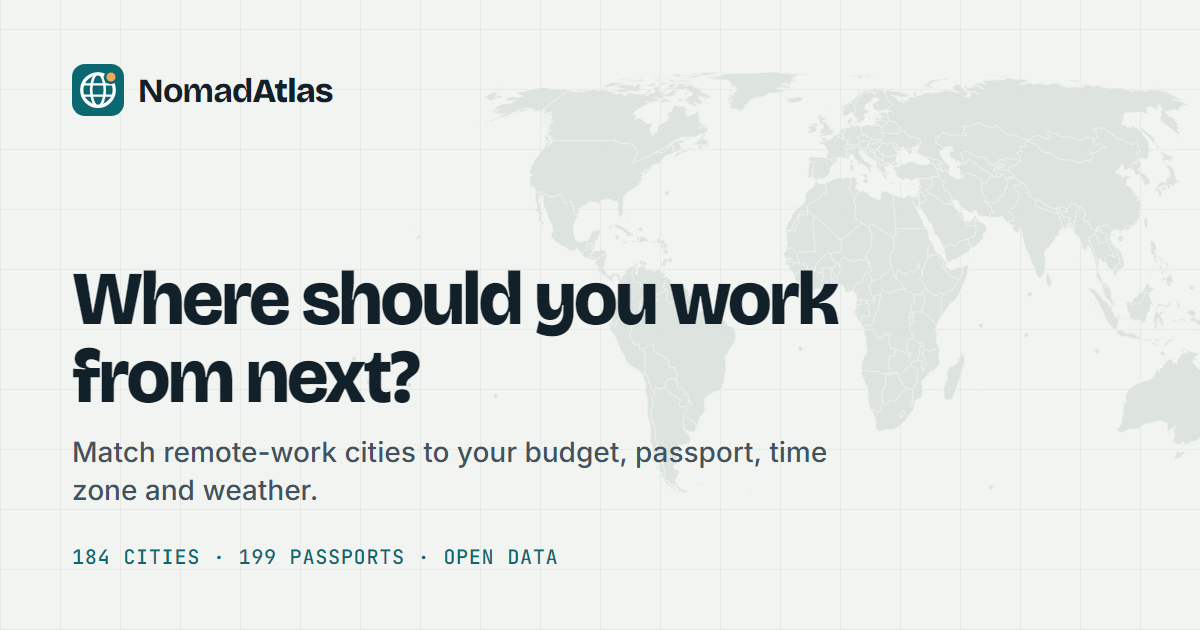 NomadAtlas
Where should you work
from next?
Match remote-work cities to your budget, passport, time
zone and weather.
184 CITIES · 199 PASSPORTS · OPEN DATA